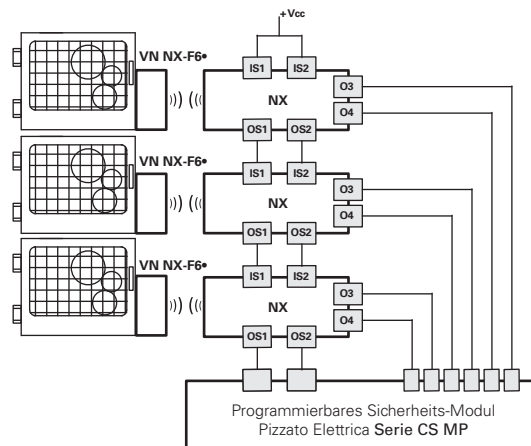 +Vcc
VN NX-F6•
IS1 IS2
O3
NX
O4
OS1 OS2
VN NX-F6•
IS1 IS2
O3
NX
O4
OS1 OS2
VN NX-F6•
IS1 IS2
O3
NX
O4
OS1 OS2
Programmierbares Sicherheits-Modul
Pizzato Elettrica Serie CS MP